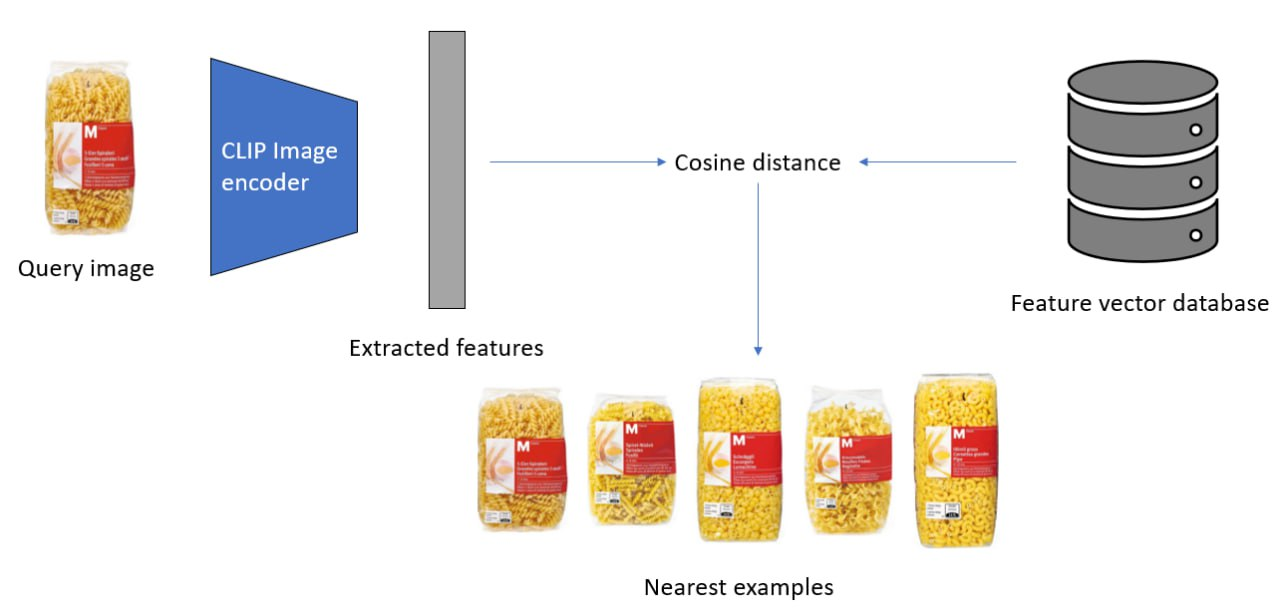 CLIP Image
encoder
Cosine distance
M
Query image
Feature vector database
Extracted features
M
M
M
M
M
Nearest examples